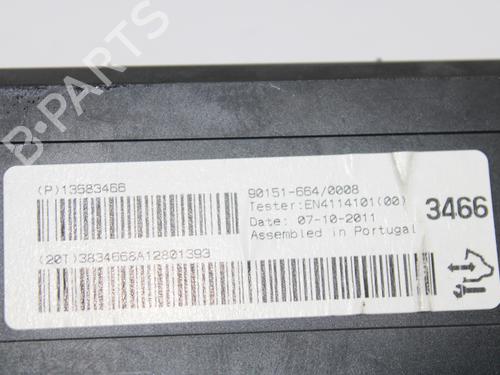 (P)13583466
90151-664/0008
Tester:EN4114101(00)
Date: 07-10-2011
Assembled in Portugal
3466
(20T)3834668A12801393
B-PARTS